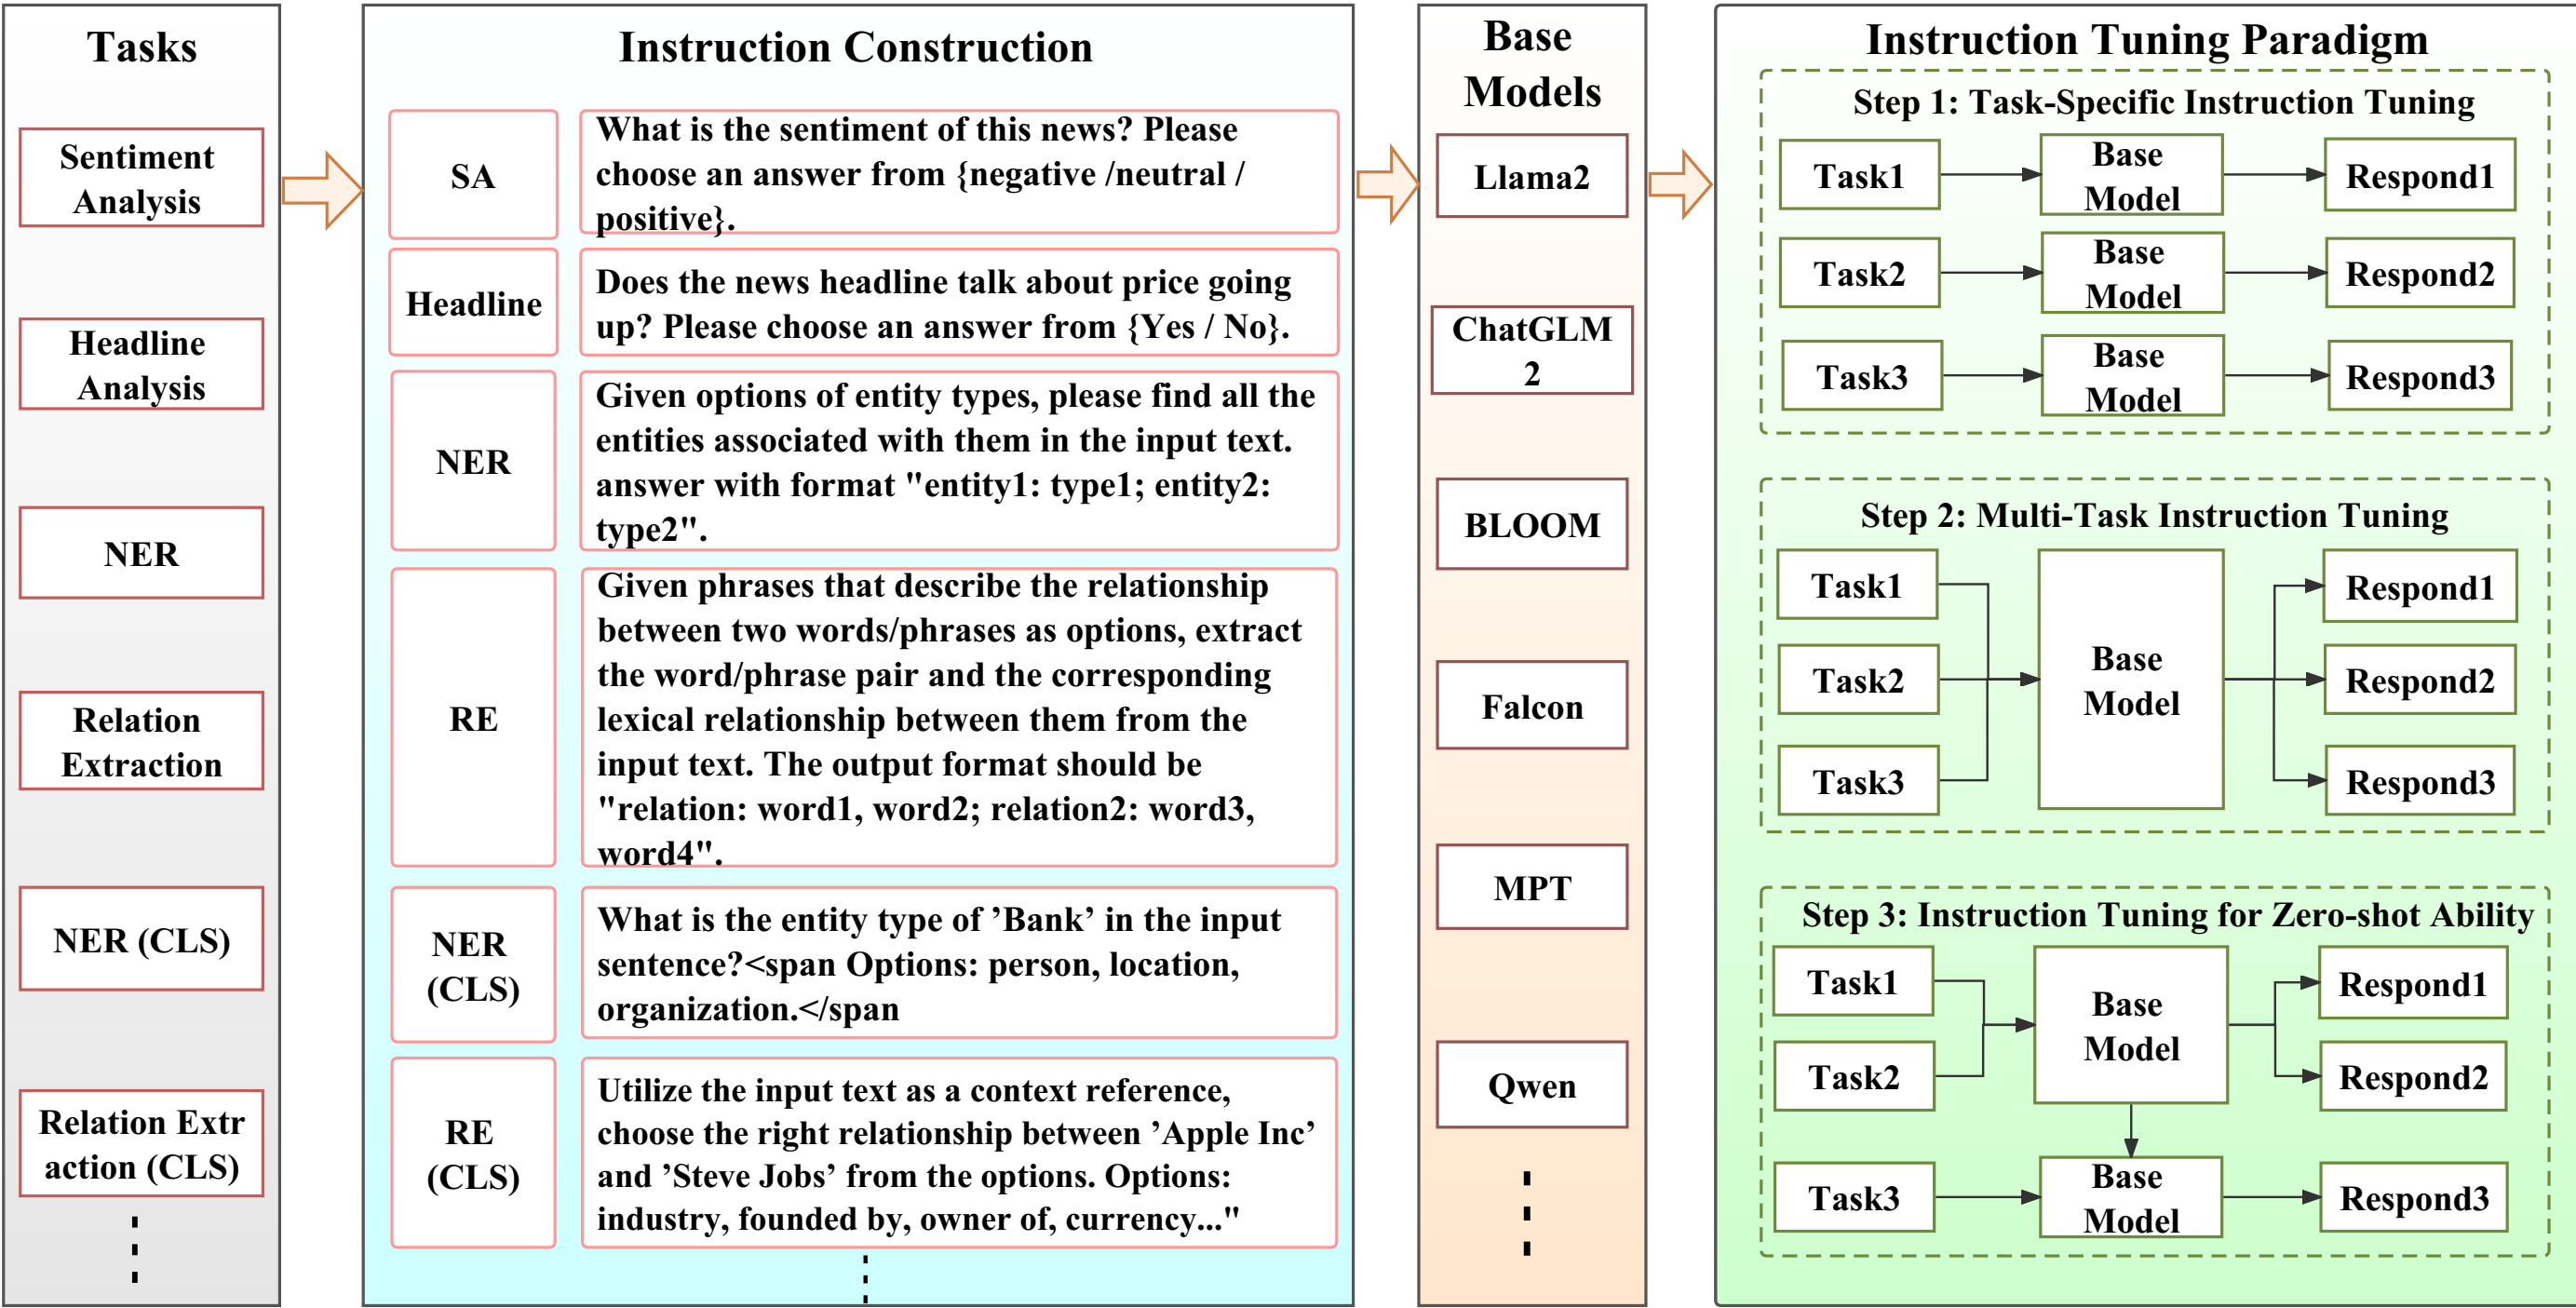 Tasks
Sentiment
Analysis
Headline
Analysis
NER
Relation
Extraction
NER (CLS)
Relation Extr
action (CLS)
Instruction Construction
SA
What is the sentiment of this news? Please
choose an answer from {negative /neutral /
positive}.
Headline
Does the news headline talk about price going
up? Please choose an answer from {Yes / No}.
NER
Given options of entity types, please find all the
entities associated with them in the input text.
answer with format "entity1: type1; entity2:
type2".
RE
Given phrases that describe the relationship
between two words/phrases as options, extract
the word/phrase pair and the corresponding
lexical relationship between them from the
input text. The output format should be
"relation: word1, word2; relation2: word3,
word4".
NER
(CLS)
What is the entity type of ’Bank’ in the input
sentence?<span Options: person, location,
organization.</span
RE
(CLS)
Utilize the input text as a context reference,
choose the right relationship between ’Apple Inc’
and ’Steve Jobs’ from the options. Options:
industry, founded by, owner of, currency..."
Base
Models
Llama2
ChatGLM
2
BLOOM
Falcon
MPT
Qwen
Instruction Tuning Paradigm
Step 1: Task-Specific Instruction Tuning
Task1
Base
Model
Respond1
Task2
Base
Model
Respond2
Task3
Base
Model
Respond3
Step 2: Multi-Task Instruction Tuning
Task1
Task2
Task3
Base
Model
Respond1
Respond2
Respond3
Step 3: Instruction Tuning for Zero-shot Ability
Task1
Task2
Base
Model
Respond1
Respond2
Task3
Base
Model
Respond3